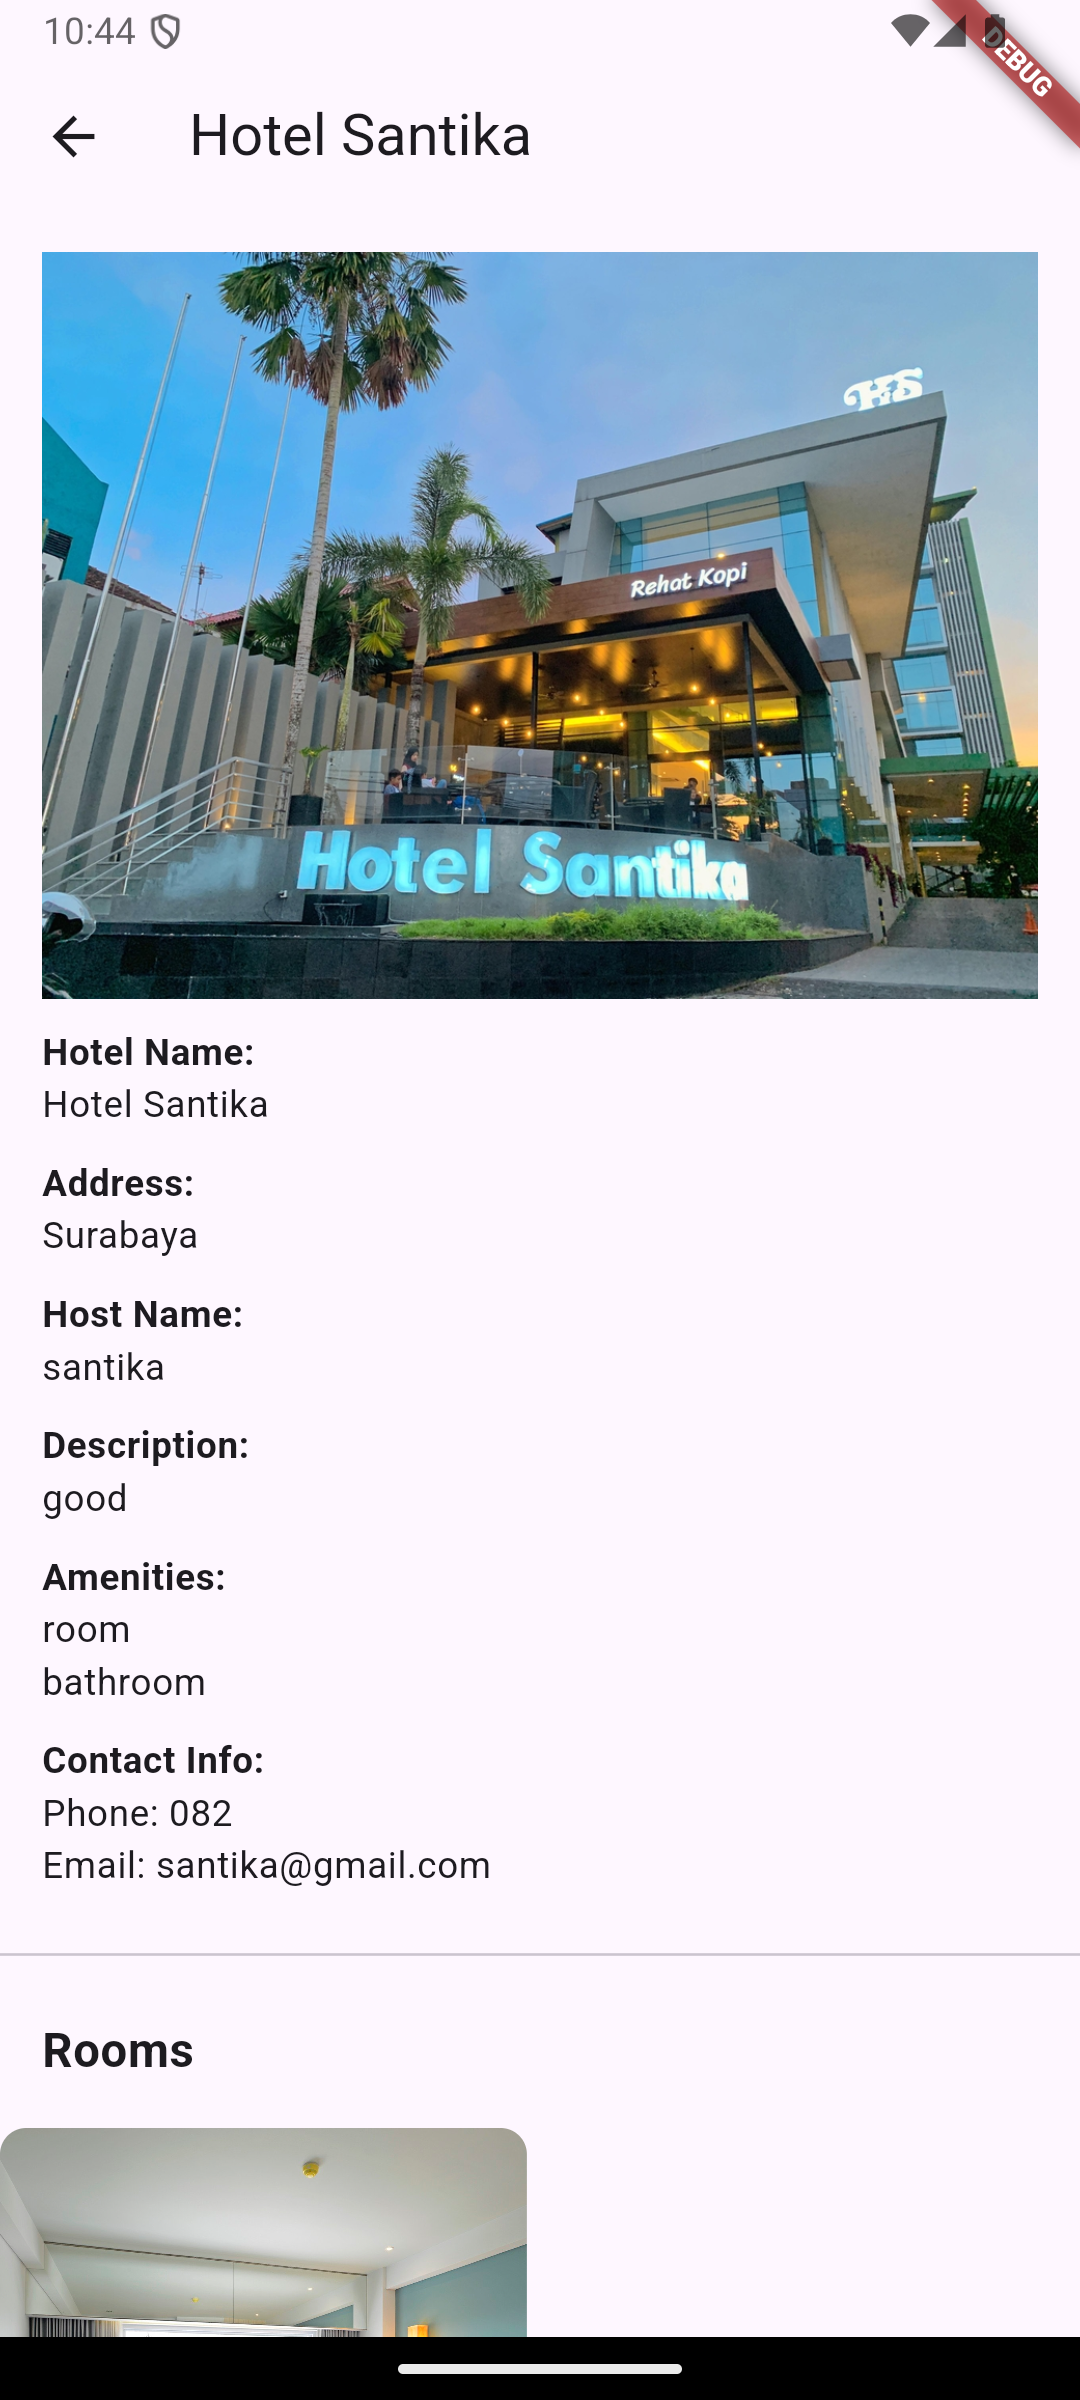 10:44
DEBUG
Hotel Santika
HS
Rehat Kopi
Hotel Santika
Hotel Name:
Hotel Santika
Address:
Surabaya
Host Name:
santika
Description:
good
Amenities:
room
bathroom
Contact Info:
Phone: 082
Email: santika@gmail.com
Rooms